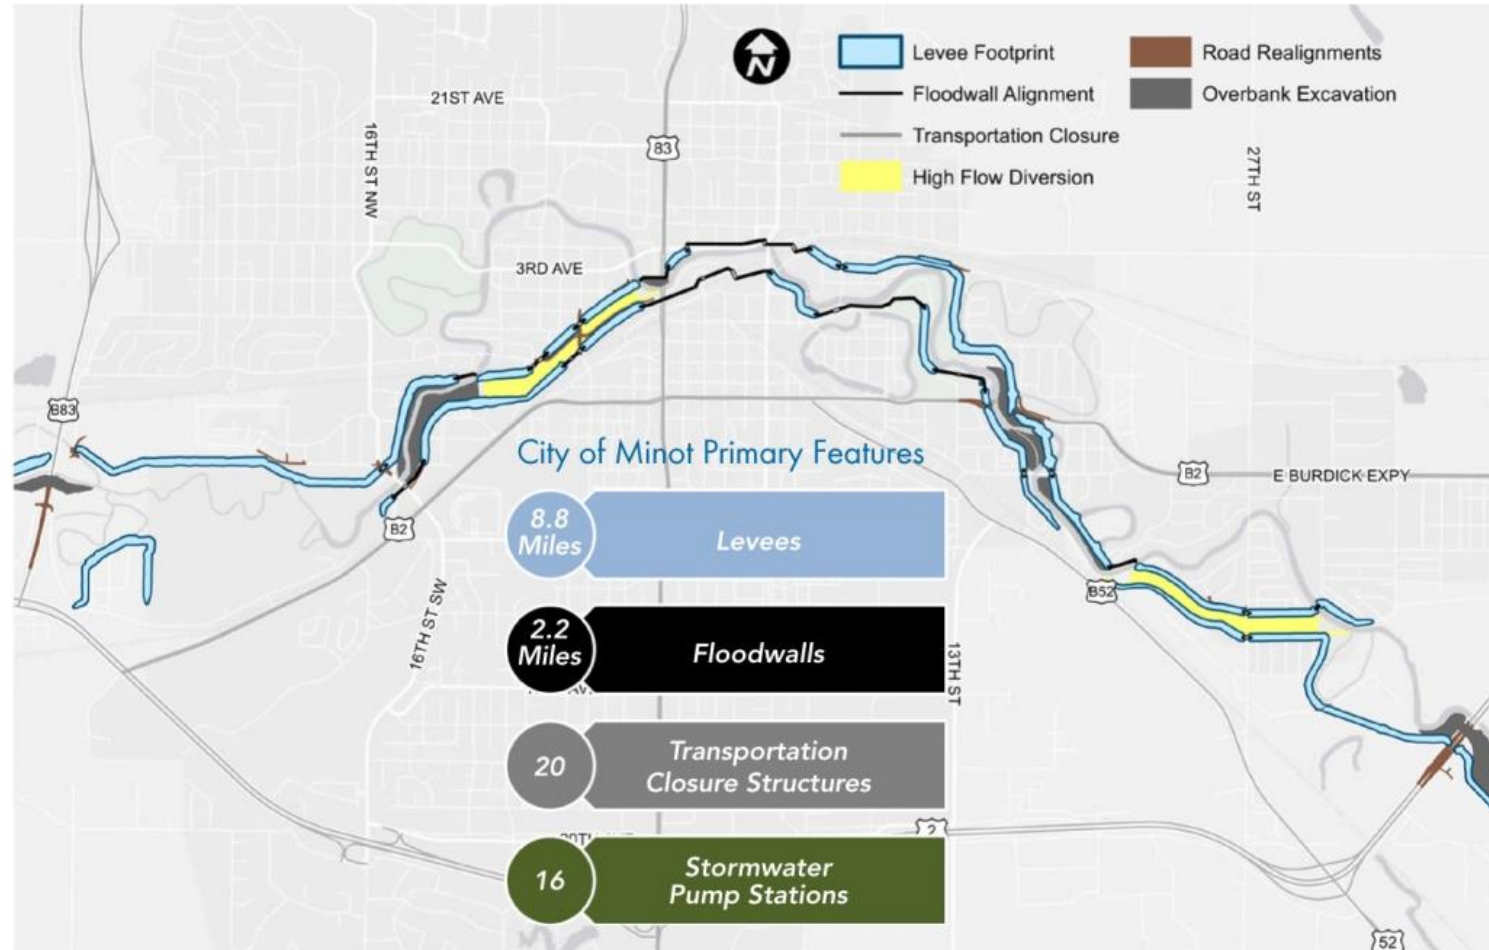 N
Levee Footprint
Floodwall Alignment
Transportation Closure
High Flow Diversion
Road Realignments
Overbank Excavation
21ST AVE
16TH ST NW
83
27TH ST
3RD AVE
B83
B2
City of Minot Primary Features
B2
E BURDICK EXPY
8.8
Miles
Levees
B52
16TH ST SW
2.2
Miles
Floodwalls
13TH ST
20
Transportation
Closure Structures
2
16
Stormwater
Pump Stations
52